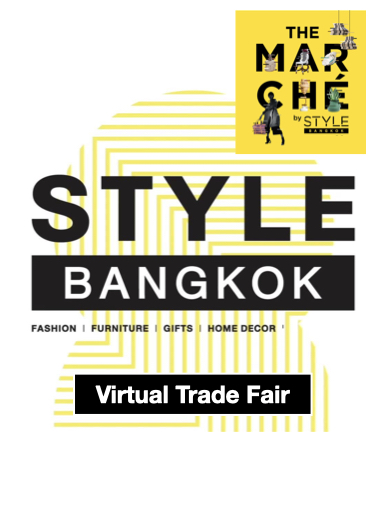 THE
MAR
CHÉ
by STYLE
BANGKOK
STYLE
BANGKOK
FASHION | FURNITURE | GIFTS | HOME DECOR
Virtual Trade Fair